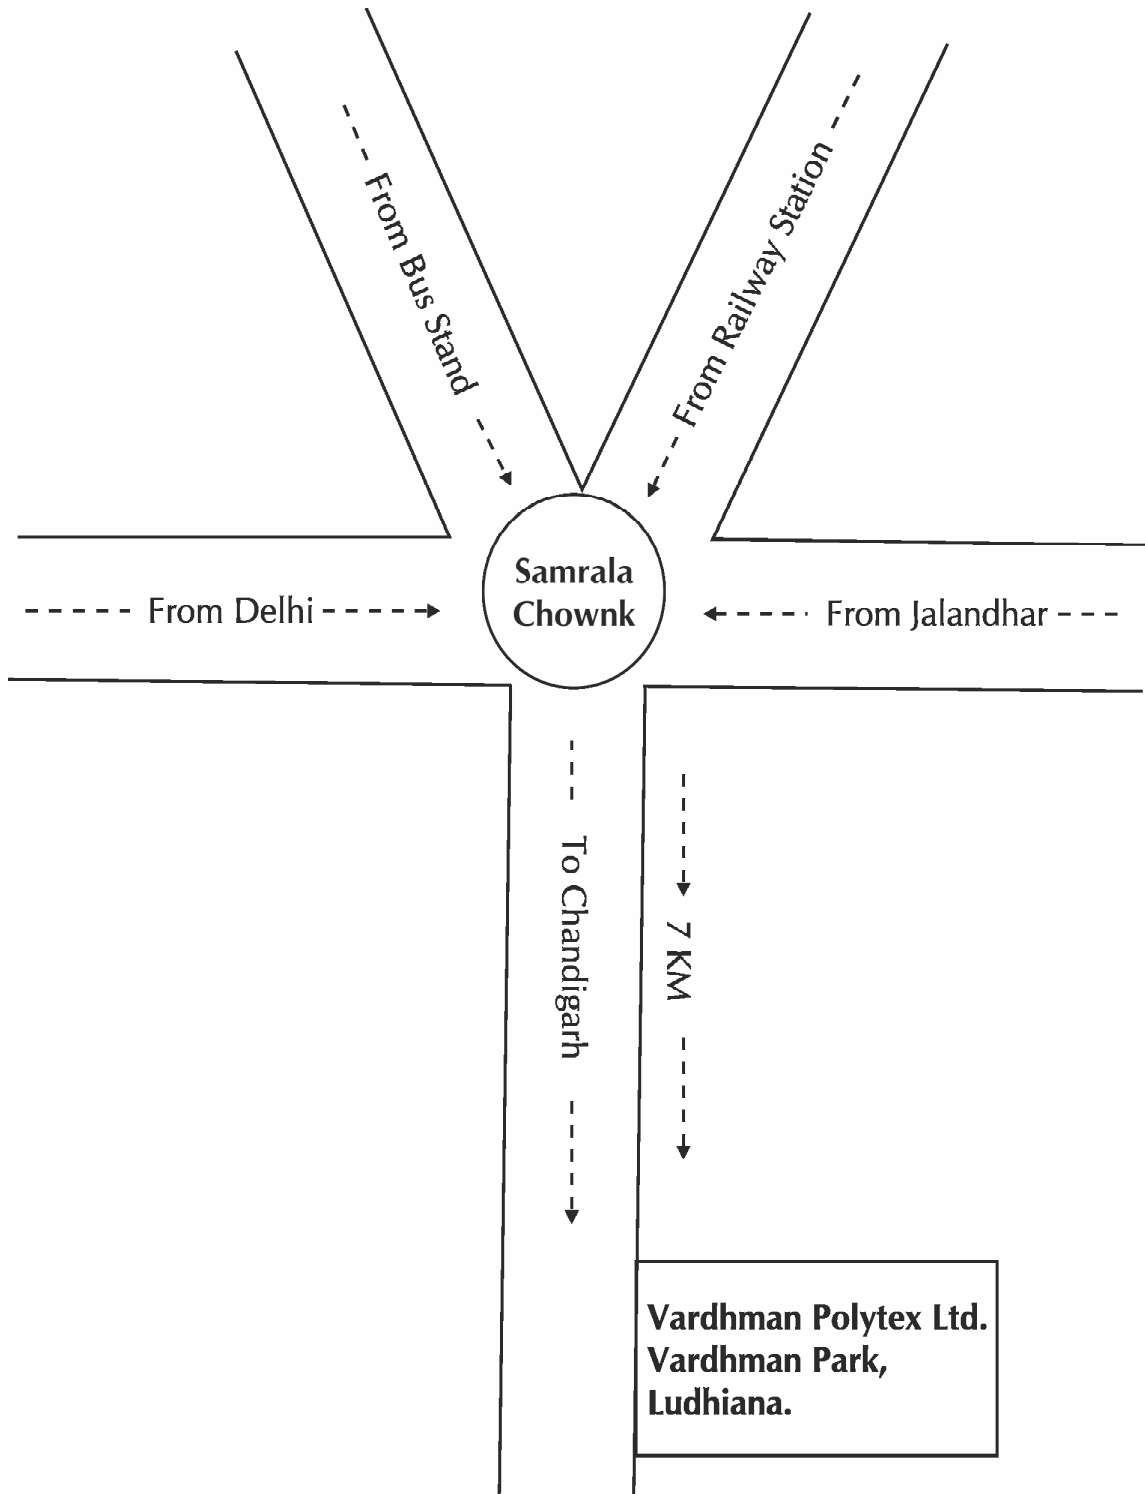 From Bus Stand
From Railway Station
Samrala
Chownk
From Delhi
From Jalandhar
To Chandigarh
7 KM
Vardhman Polytex Ltd.
Vardhman Park,
Ludhiana.